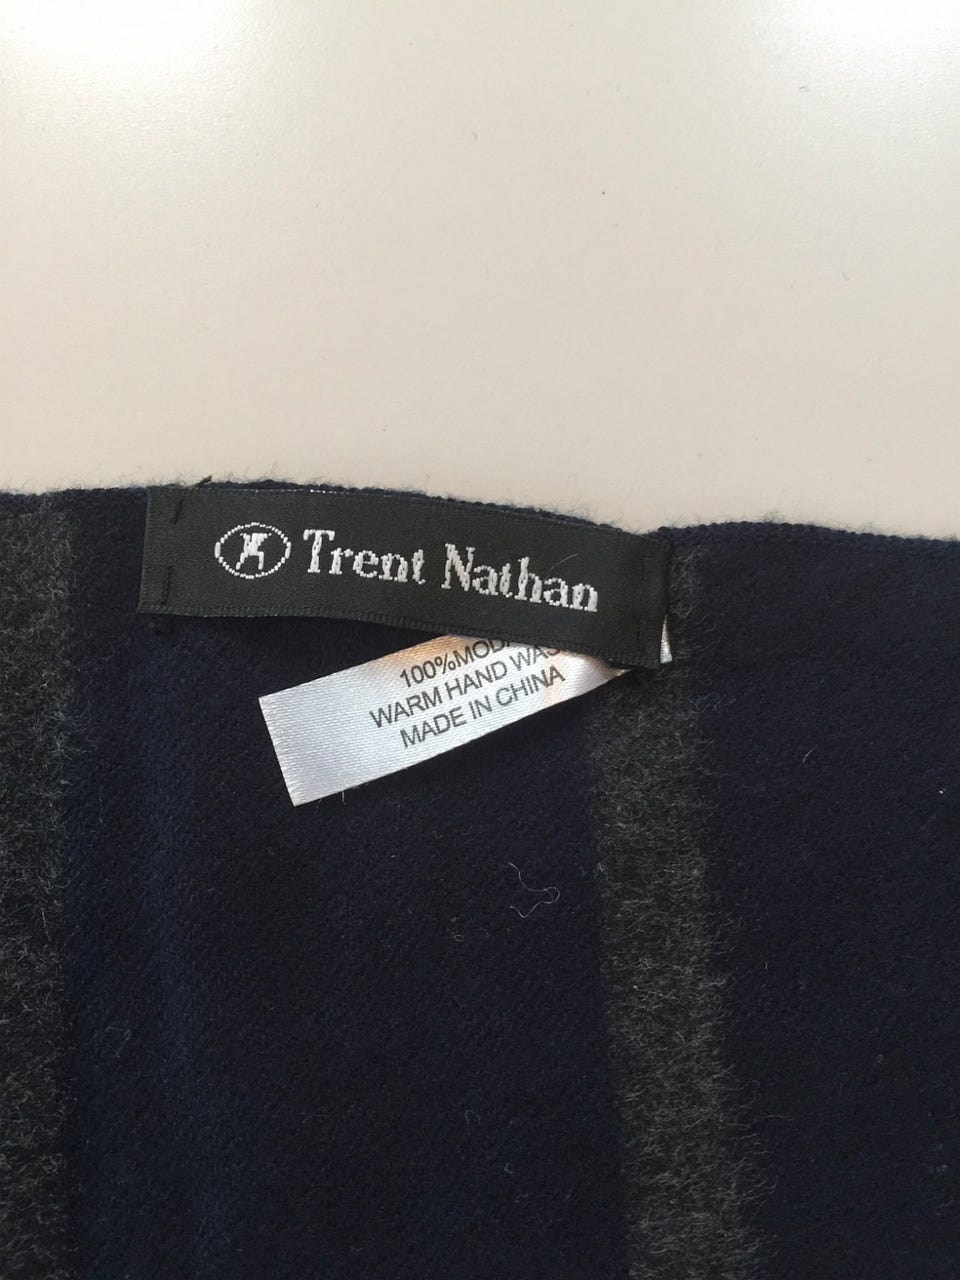 Trent Nathan
WARM HAND
MADE IN CHINA